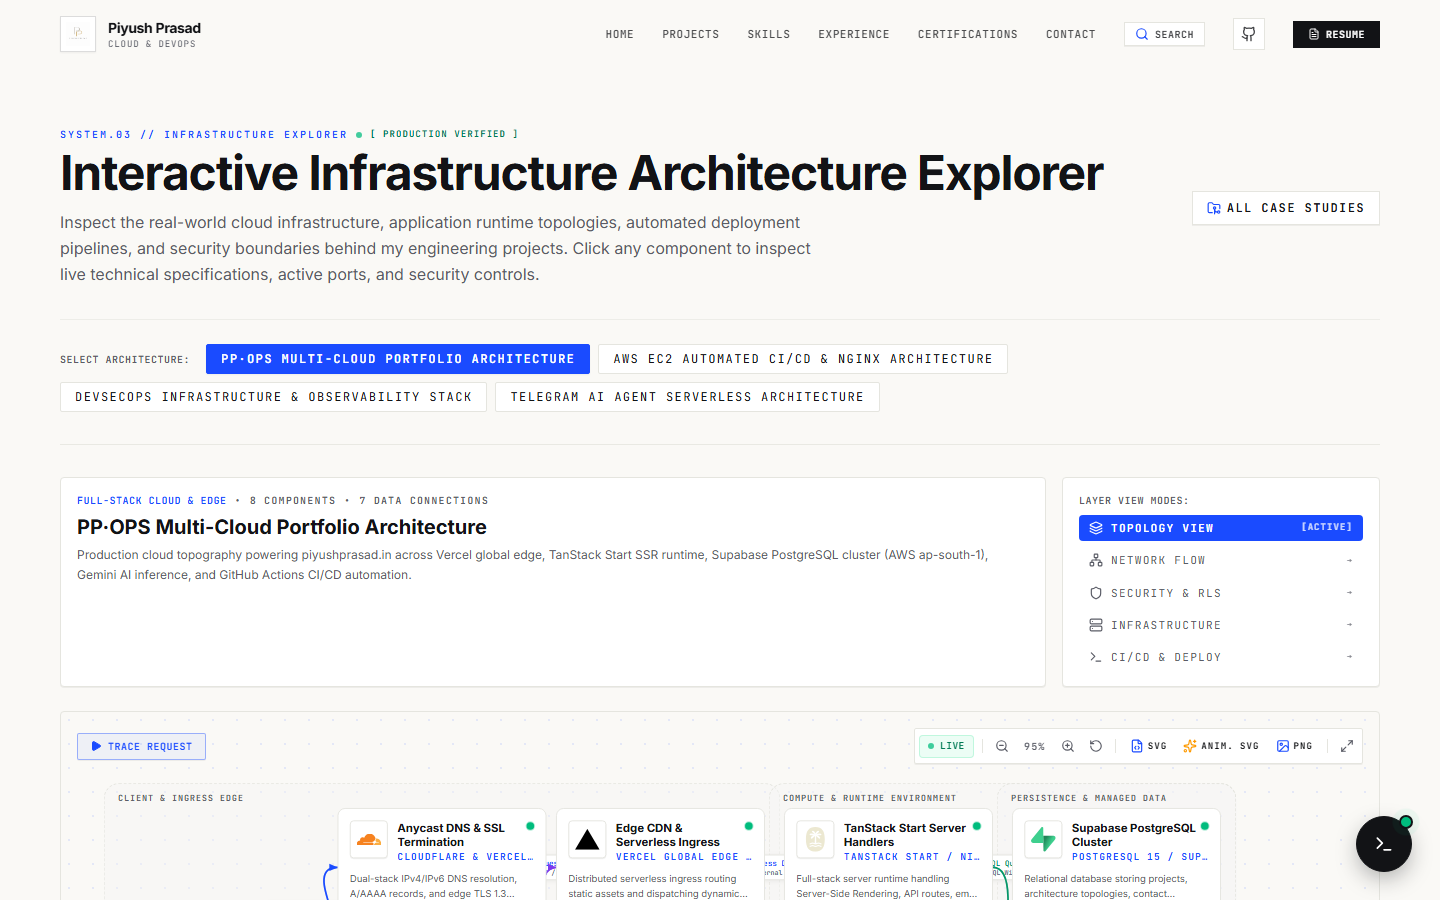 Piyush Prasad
CLOUD & DEVOPS
HOME PROJECTS SKILLS EXPERIENCE CERTIFICATIONS CONTACT SEARCH RESUME
SYSTEM.03 // INFRASTRUCTURE EXPLORER [ PRODUCTION VERIFIED ]
Interactive Infrastructure Architecture Explorer
Inspect the real-world cloud infrastructure, application runtime topologies, automated deployment
pipelines, and security boundaries behind my engineering projects. Click any component to inspect
live technical specifications, active ports, and security controls.
ALL CASE STUDIES
SELECT ARCHITECTURE: PP·OPS MULTI-CLOUD PORTFOLIO ARCHITECTURE AWS EC2 AUTOMATED CI/CD & NGINX ARCHITECTURE
DEVSECOPS INFRASTRUCTURE & OBSERVABILITY STACK TELEGRAM AI AGENT SERVERLESS ARCHITECTURE
FULL-STACK CLOUD & EDGE • 8 COMPONENTS • 7 DATA CONNECTIONS
PP·OPS Multi-Cloud Portfolio Architecture
Production cloud topography powering piyushprasad.in across Vercel global edge, TanStack Start SSR runtime, Supabase PostgreSQL cluster (AWS ap-south-1),
Gemini AI inference, and GitHub Actions CI/CD automation.
LAYER VIEW MODES:
TOPOLOGY VIEW [ACTIVE]
NETWORK FLOW →
SECURITY & RLS →
INFRASTRUCTURE →
CI/CD & DEPLOY →
TRACE REQUEST
LIVE 95% SVG ANIM. SVG PNG
CLIENT & INGRESS EDGE
Anycast DNS & SSL
Termination
CLOUDFLARE & VERCEL…
Dual-stack IPv4/IPv6 DNS resolution,
A/AAAA records, and edge TLS 1.3…
Edge CDN &
Serverless Ingress
VERCEL GLOBAL EDGE …
Distributed serverless ingress routing
static assets and dispatching dynamic…
COMPUTE & RUNTIME ENVIRONMENT
TanStack Start Server
Handlers
TANSTACK START / NI…
Full-stack server runtime handling
Server-Side Rendering, API routes, em…
PERSISTENCE & MANAGED DATA
Supabase PostgreSQL
Cluster
POSTGRESQL 15 / SUP…
Relational database storing projects,
architecture topologies, contact…